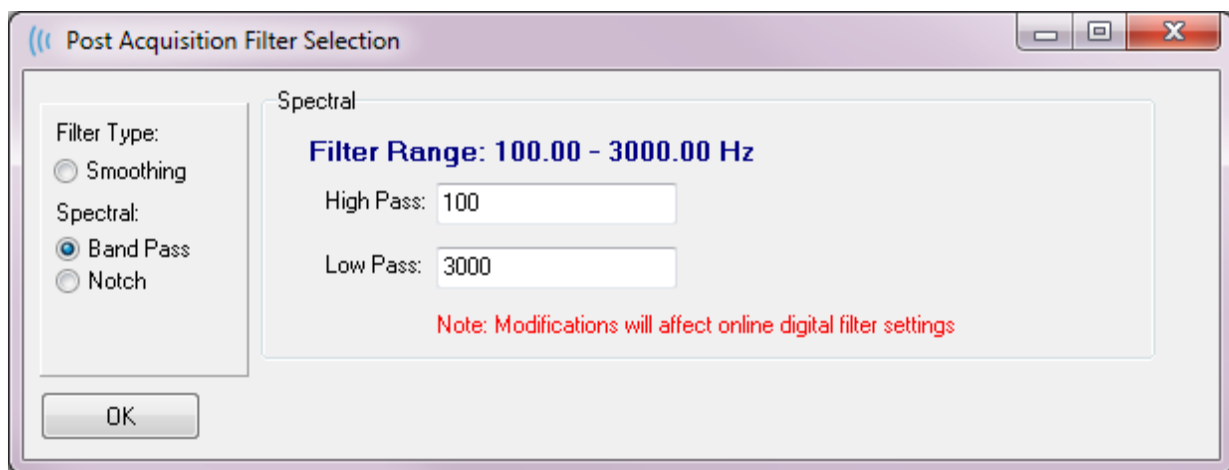 Post Acquisition Filter Selection
Filter Type:
Smoothing
Spectral:
Band Pass
Notch
OK
Spectral
Filter Range: 100.00 - 3000.00 Hz
High Pass: 100
Low Pass: 3000
Note: Modifications will affect online digital filter settings